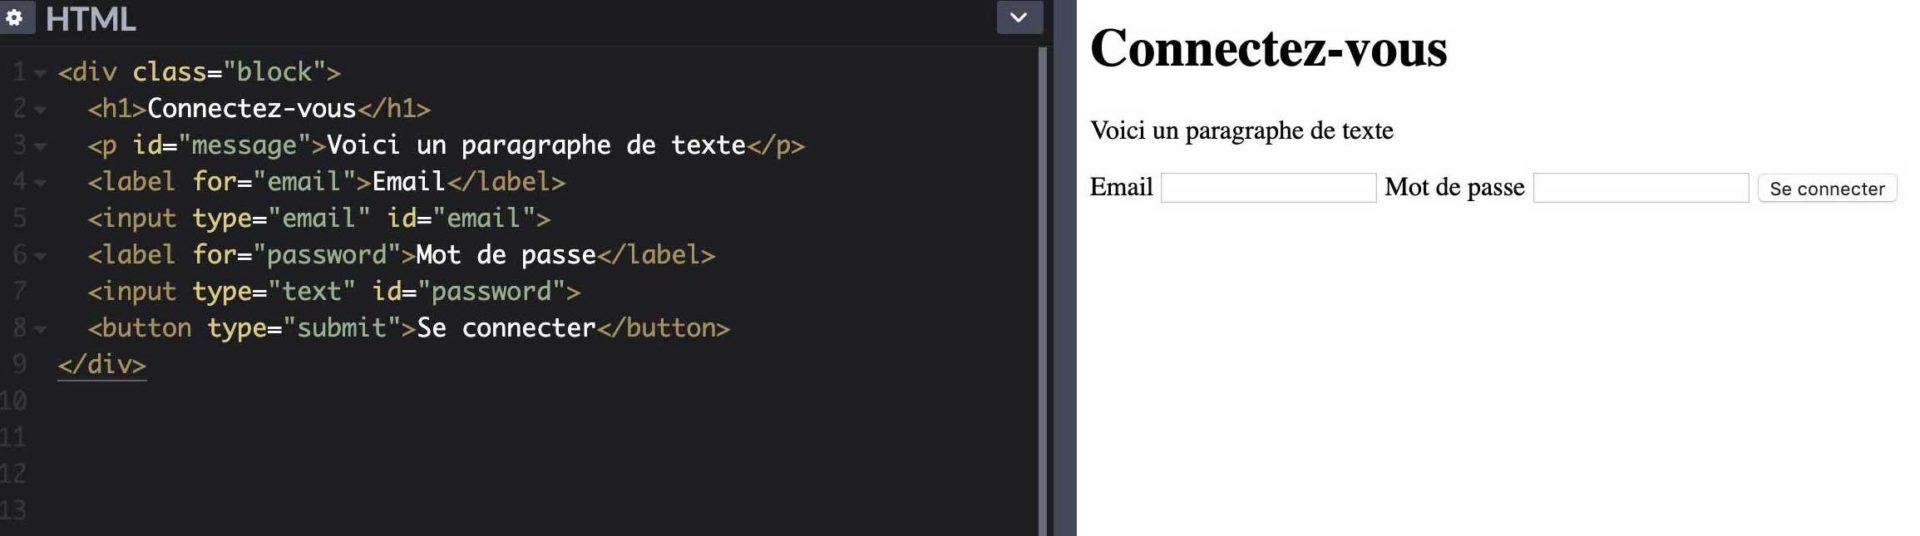 HTML
1 <div class="block">
2 <h1>Connectez-vous</h1>
3 <p id="message">Voici un paragraphe de texte</p>
4 <label for="email">Email</label>
5 <input type="email" id="email">
6 <label for="password">Mot de passe</label>
7 <input type="text" id="password">
8 <button type="submit">Se connecter</button>
9 </div>
10
11
12
13
Connectez-vous
Voici un paragraphe de texte
Email Mot de passe Se connecter